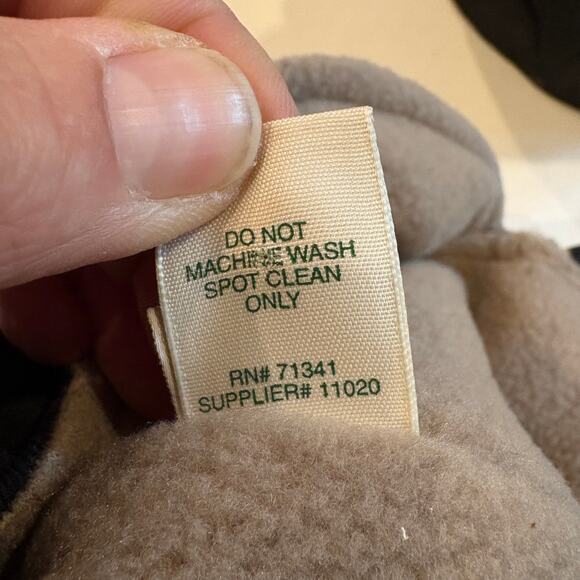 DO NOT
MACHINE WASH
SPOT CLEAN
ONLY
RN# 71341
SUPPLIER# 11020